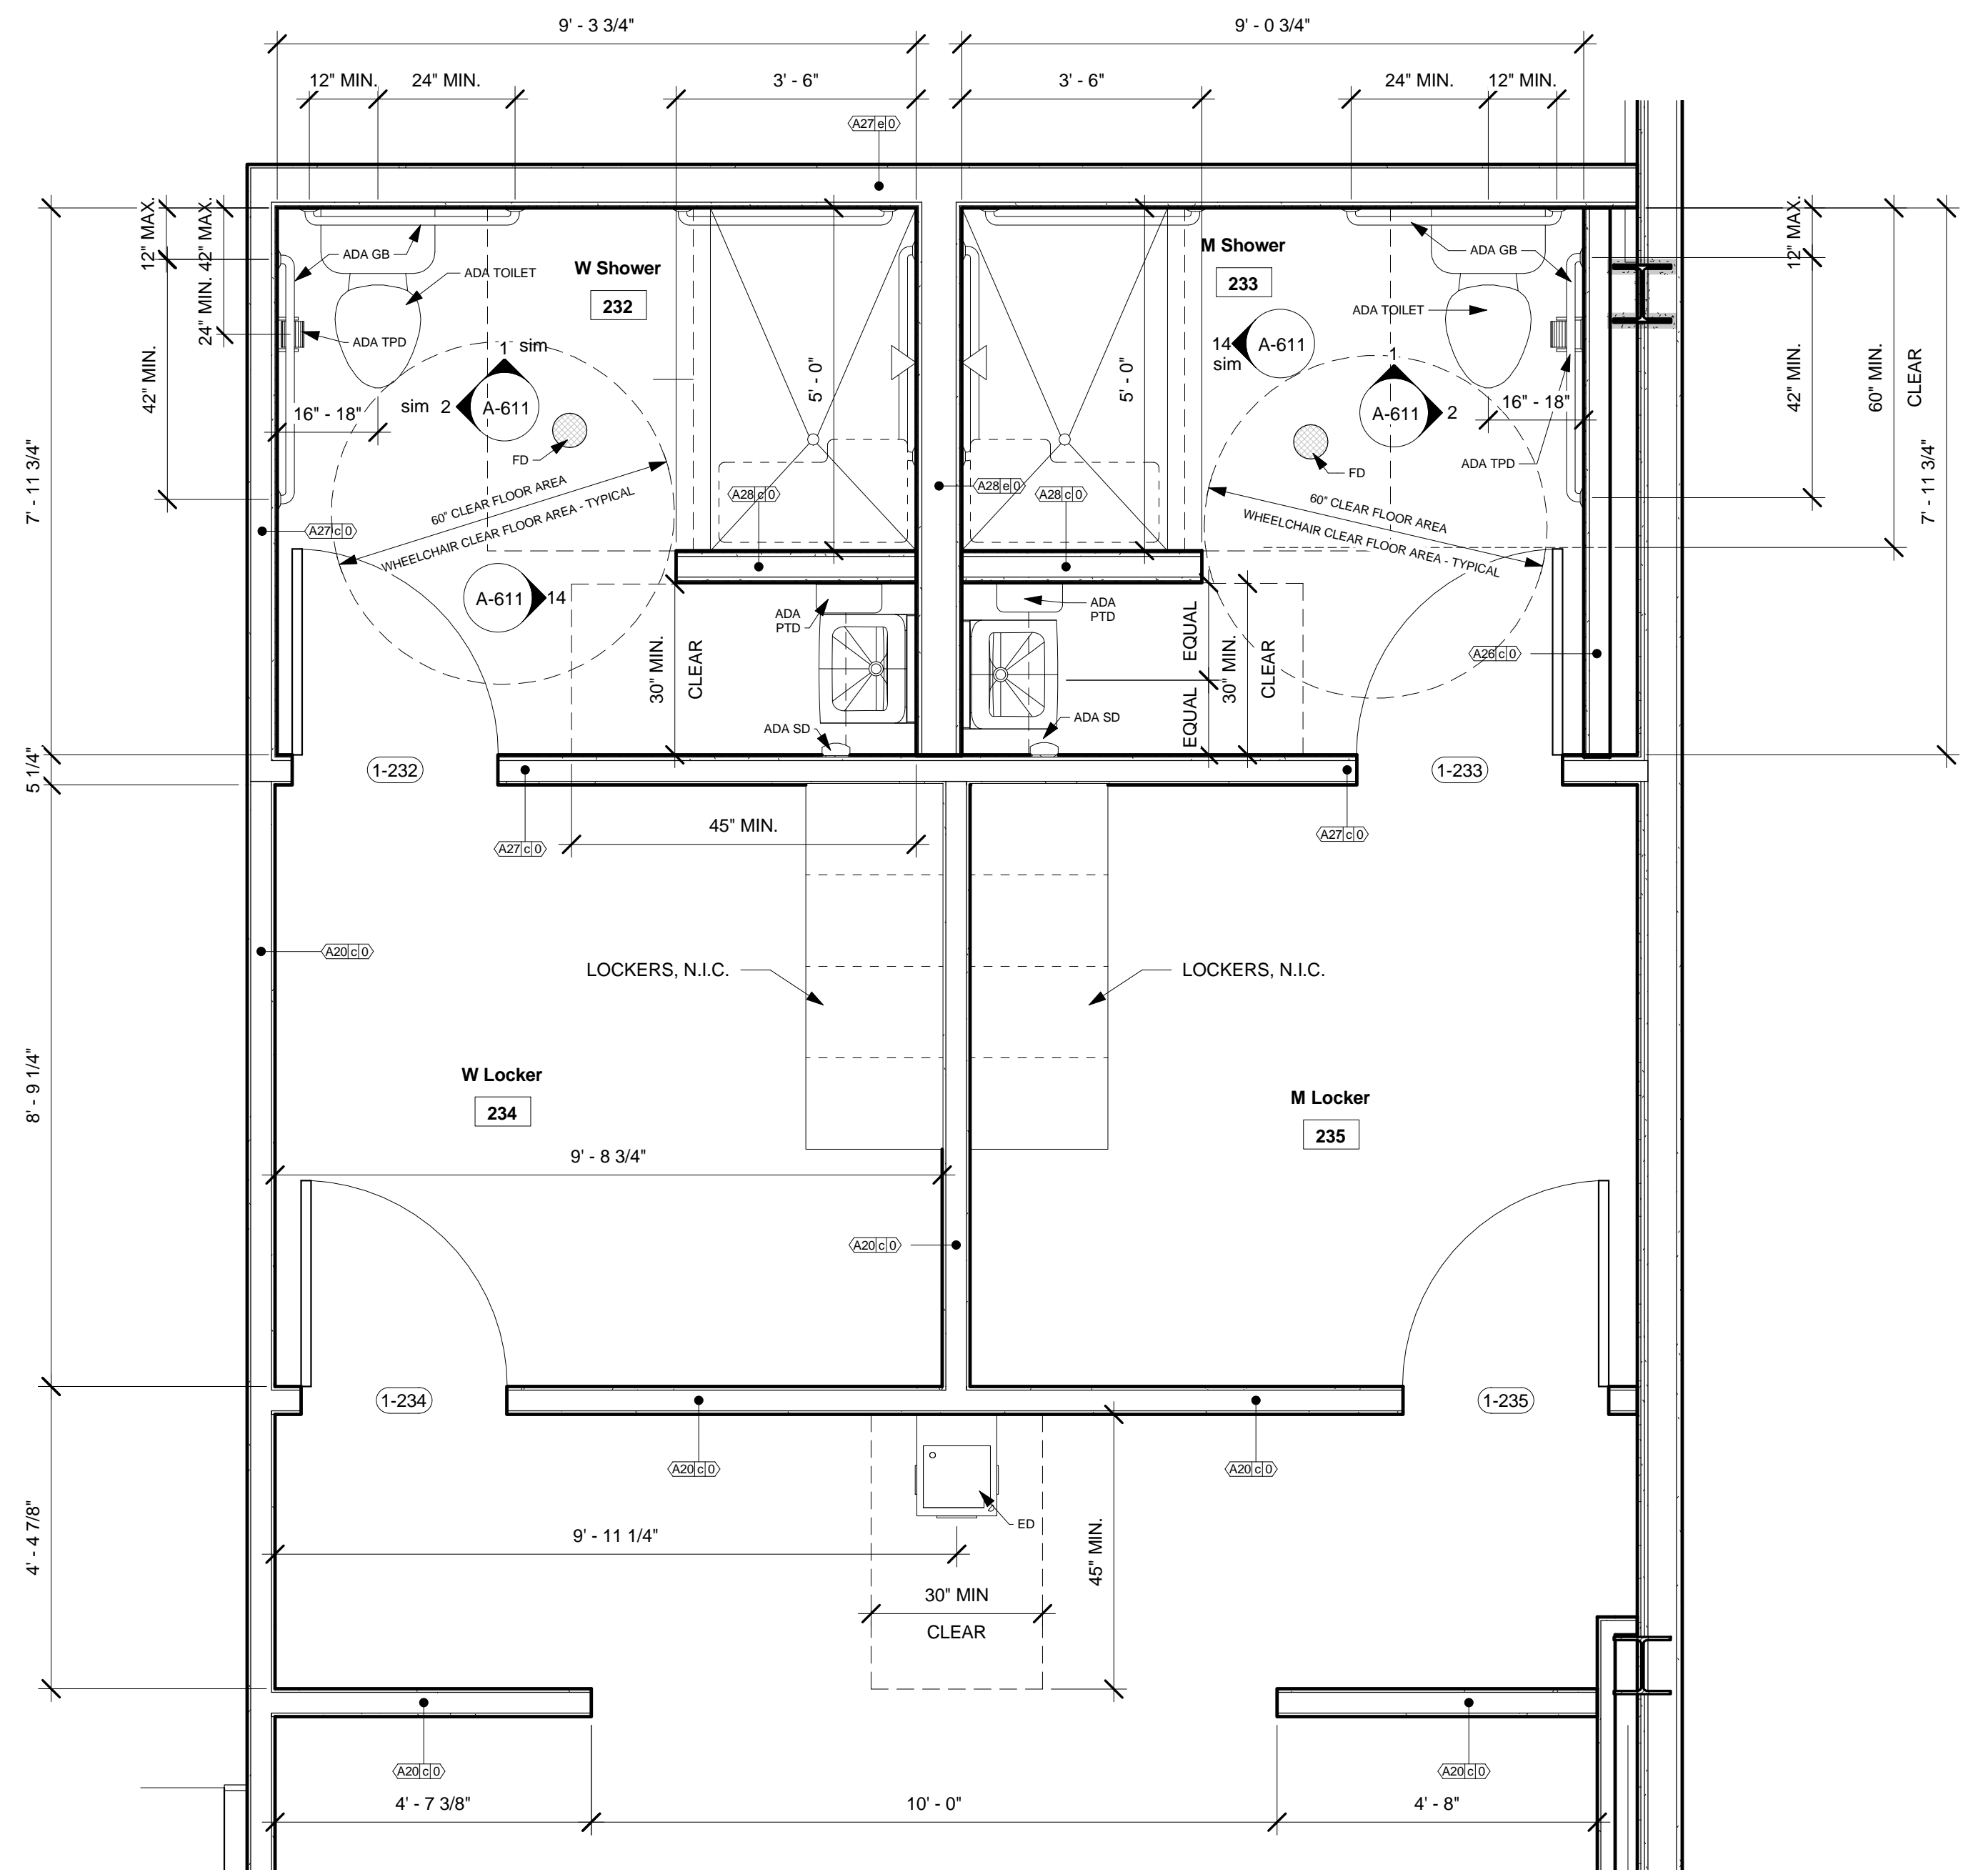 9' - 3 3/4"
9' - 0 3/4"
12" MIN.
24" MIN.
3' - 6"
3' - 6"
24" MIN.
12" MIN.
A27 e 0
12" MAX.
42" MAX.
24" MIN.
42" MIN.
7' - 11 3/4"
ADA GB
ADA TOILET
W Shower
232
ADA TPD
1 sim
sim 2
A-611
16" - 18"
FD
60" CLEAR FLOOR AREA
WHEELCHAIR CLEAR FLOOR AREA - TYPICAL
A27 c 0
A-611
14
5' - 0"
A28 c 0
A28 e 0
A28 c 0
5' - 0"
M Shower
233
ADA GB
ADA TOILET
14
sim
A-611
1
A-611
2
16" - 18"
ADA TPD
FD
60" CLEAR FLOOR AREA
WHEELCHAIR CLEAR FLOOR AREA - TYPICAL
12" MAX.
42" MIN.
60" MIN.
CLEAR
7' - 11 3/4"
ADA
PTD
ADA
PTD
30" MIN.
CLEAR
EQUAL
EQUAL
30" MIN.
CLEAR
A26 c 0
ADA SD
ADA SD
5 1/4"
1-232
1-233
45" MIN.
A27 c 0
A27 c 0
A20 c 0
LOCKERS, N.I.C.
LOCKERS, N.I.C.
8' - 9 1/4"
W Locker
234
M Locker
235
9' - 8 3/4"
A20 c 0
1-234
1-235
A20 c 0
A20 c 0
ED
4' - 4 7/8"
9' - 11 1/4"
45" MIN.
30" MIN
CLEAR
A20 c 0
A20 c 0
4' - 7 3/8"
10' - 0"
4' - 8"